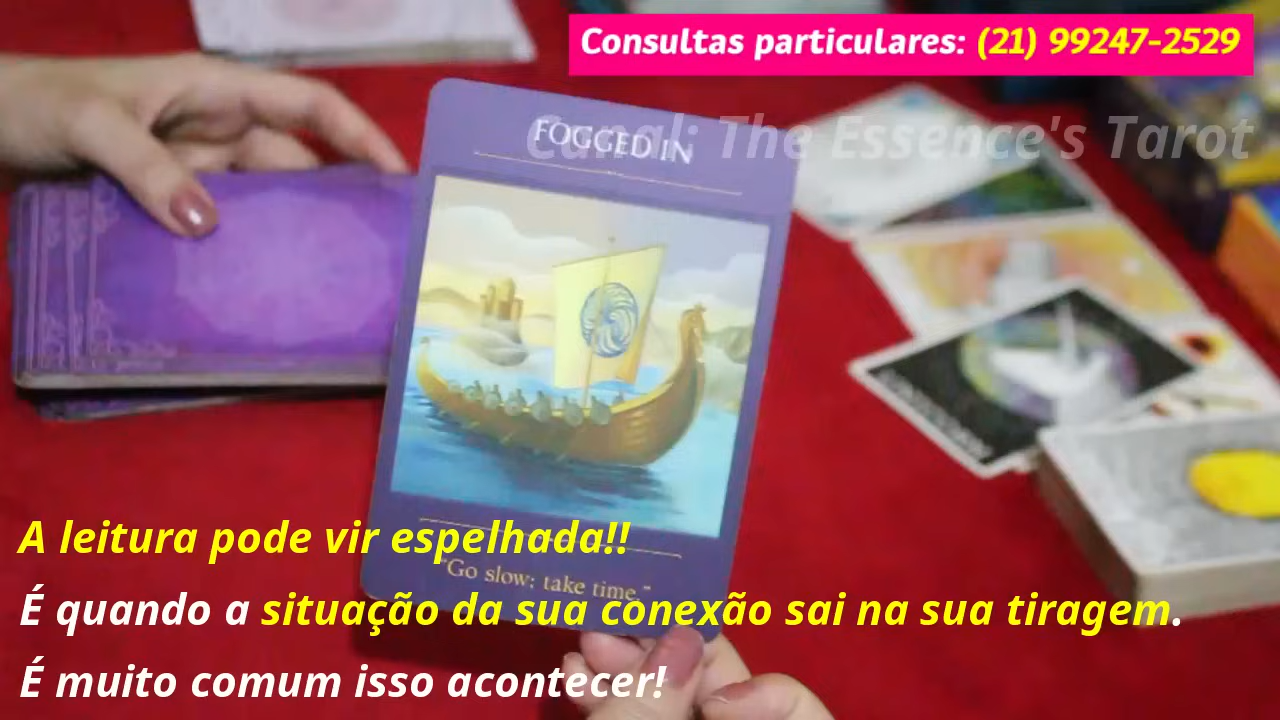 Consultas particulares: (21) 99247-2529
Canal: The Essence's Tarot
FOGGED IN
"Go slow; take time."
A leitura pode vir espelhada!!
É quando a situação da sua conexão sai na sua tiragem.
É muito comum isso acontecer!